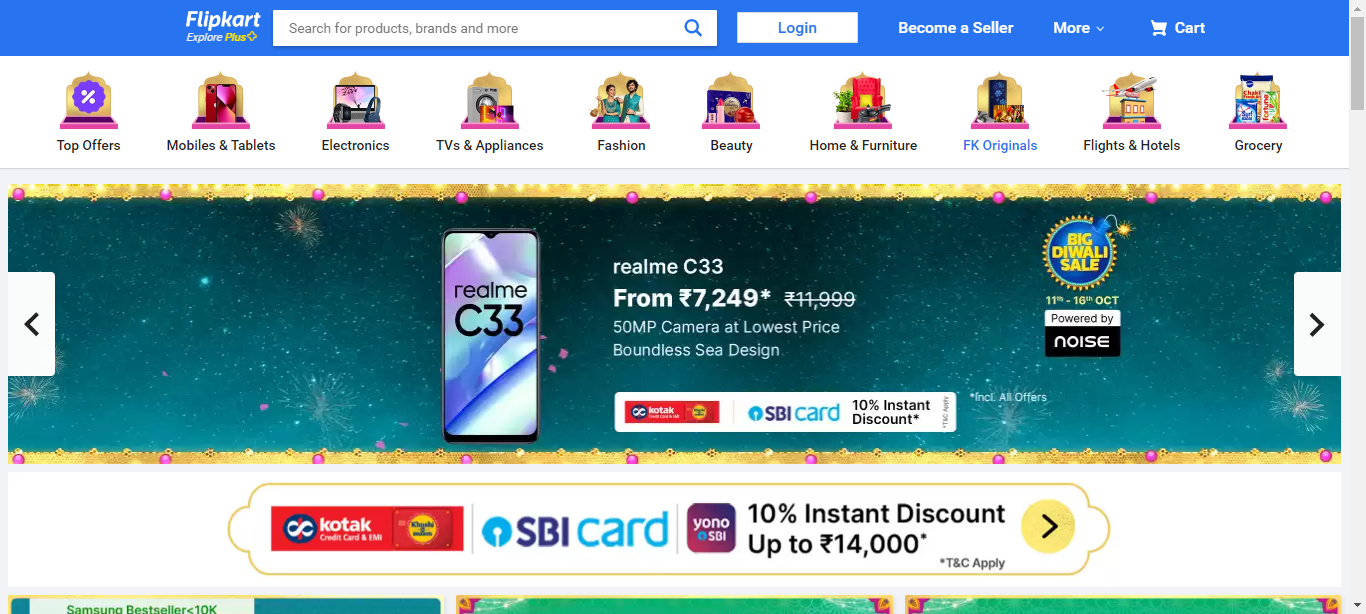 Flipkart
Explore Plus
Search for products, brands and more
Login
Become a Seller
More
Cart
Top Offers
Mobiles & Tablets
Electronics
TVs & Appliances
Fashion
Beauty
Home & Furniture
FK Originals
Flights & Hotels
Grocery
realme
C33
realme C33
From ₹7,249* ₹11,999
50MP Camera at Lowest Price
Boundless Sea Design
kotak
Credit Card & EMI
SBI card
10% Instant
Discount*
*T&C Apply
*Incl. All Offers
BIG
DIWALI
SALE
11th - 16th OCT
Powered by
noise
kotak
Credit Card & EMI
Khushi
SBI card
yono
SBI
10% Instant Discount
Up to ₹14,000*
*T&C Apply
Samsung Bestseller<10K